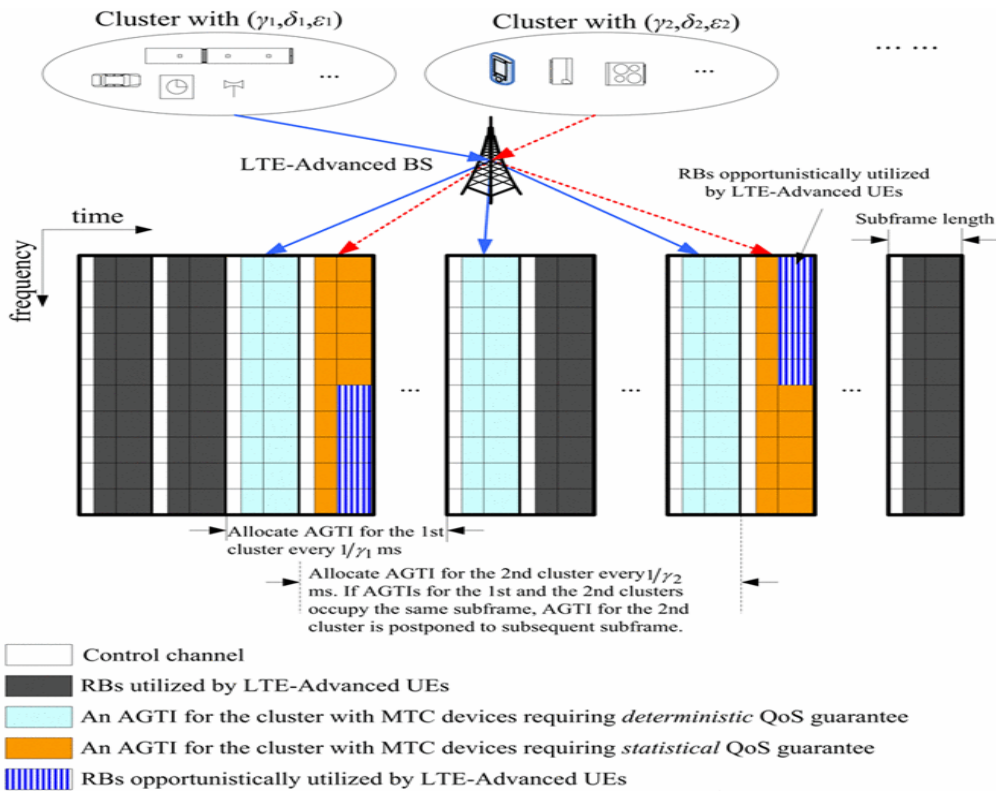 Cluster with (γ1,δ1,ε1)
Cluster with (γ2,δ2,ε2)
... ...
...
...
LTE-Advanced BS
RBs opportunistically utilized
by LTE-Advanced UEs
time
Subframe length
frequency
...
...
...
Allocate AGTI for the 1st
cluster every 1/γ1 ms
Allocate AGTI for the 2nd cluster every 1/γ2
ms. If AGTIs for the 1st and the 2nd clusters
occupy the same subframe, AGTI for the 2nd
cluster is postponed to subsequent subframe.
Control channel
RBs utilized by LTE-Advanced UEs
An AGTI for the cluster with MTC devices requiring deterministic QoS guarantee
An AGTI for the cluster with MTC devices requiring statistical QoS guarantee
RBs opportunistically utilized by LTE-Advanced UEs